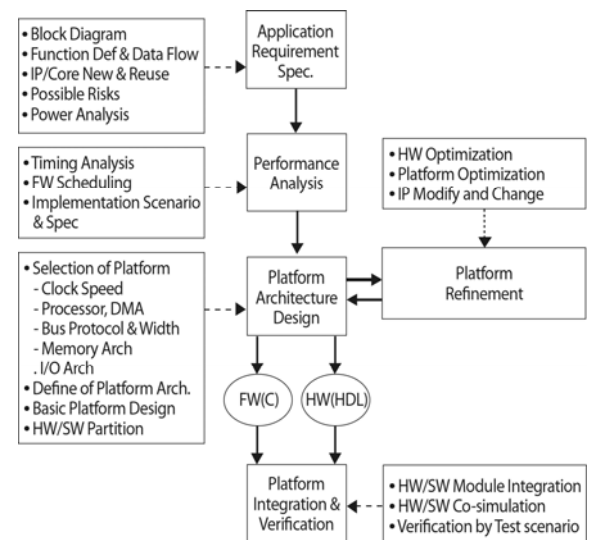 • Block Diagram
• Function Def & Data Flow
• IP/Core New & Reuse
• Possible Risks
• Power Analysis
Application
Requirement
Spec.
• Timing Analysis
• FW Scheduling
• Implementation Scenario
& Spec
Performance
Analysis
• HW Optimization
• Platform Optimization
• IP Modify and Change
• Selection of Platform
- Clock Speed
- Processor, DMA
- Bus Protocol & Width
- Memory Arch
. I/O Arch
• Define of Platform Arch.
• Basic Platform Design
• HW/SW Partition
Platform
Architecture
Design
Platform
Refinement
FW(C)
HW(HDL)
Platform
Integration &
Verification
• HW/SW Module Integration
• HW/SW Co-simulation
• Verification by Test scenario